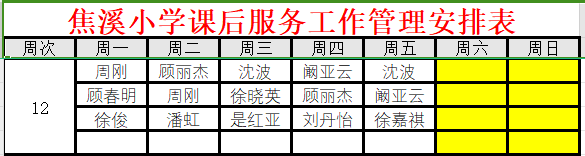 焦溪小学课后服务工作管理安排表
周次 周一 周二 周三 周四 周五 周六 周日
周刚 顾丽杰 沈波 阚亚云 沈波
12 顾春明 周刚 徐晓英 顾丽杰 阚亚云
徐俊 潘虹 是红亚 刘丹怡 徐嘉祺